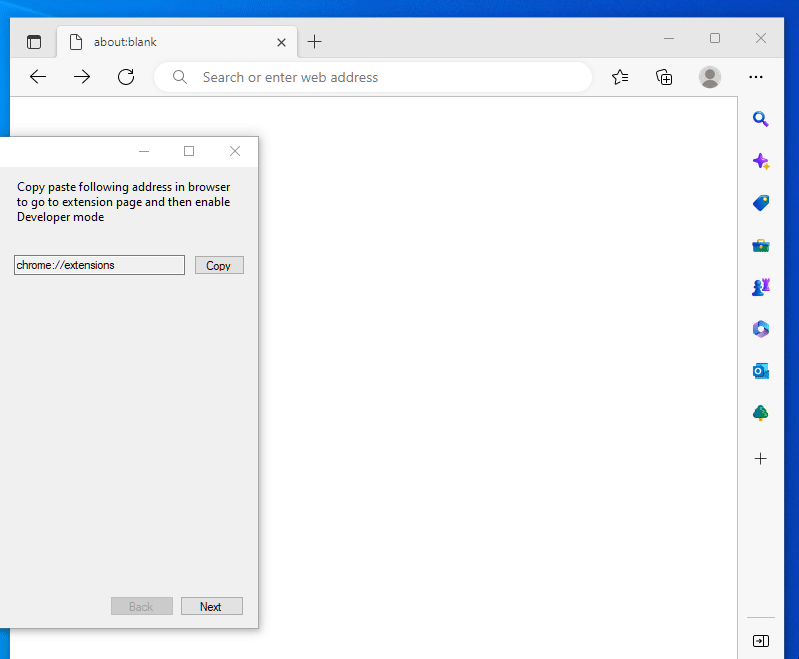 about:blank
Search or enter web address
Copy paste following address in browser
to go to extension page and then enable
Developer mode
chrome://extensions
Copy
Back
Next